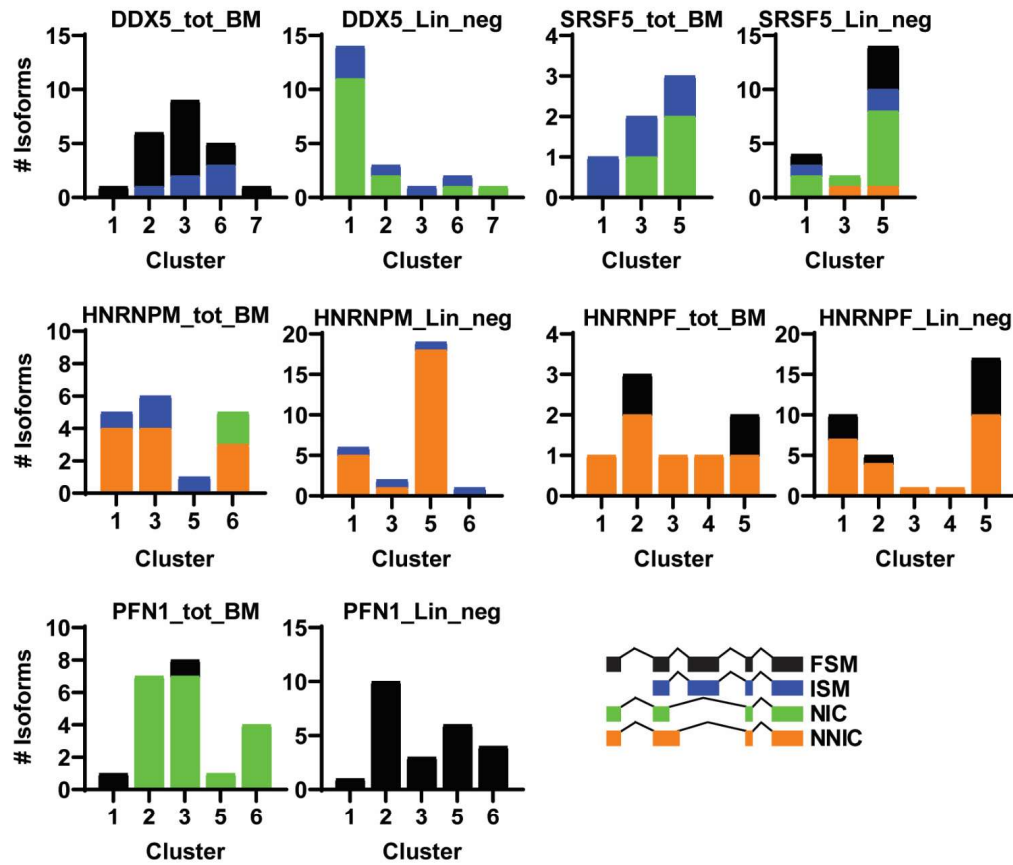 DDX5_tot_BM
# Isoforms
15
10
5
0
1 2 3 6 7
Cluster
DDX5_Lin_neg
15
10
5
0
1 2 3 6 7
Cluster
SRSF5_tot_BM
4
3
2
1
0
1 3 5
Cluster
SRSF5_Lin_neg
15
10
5
0
1 3 5
Cluster
HNRNPM_tot_BM
# Isoforms
10
8
6
4
2
0
1 3 5 6
Cluster
HNRNPM_Lin_neg
20
15
10
5
0
1 3 5 6
Cluster
HNRNPF_tot_BM
4
3
2
1
0
1 2 3 4 5
Cluster
HNRNPF_Lin_neg
20
15
10
5
0
1 2 3 4 5
Cluster
PFN1_tot_BM
# Isoforms
10
8
6
4
2
0
1 2 3 5 6
Cluster
PFN1_Lin_neg
15
10
5
0
1 2 3 5 6
Cluster
FSM
ISM
NIC
NNIC